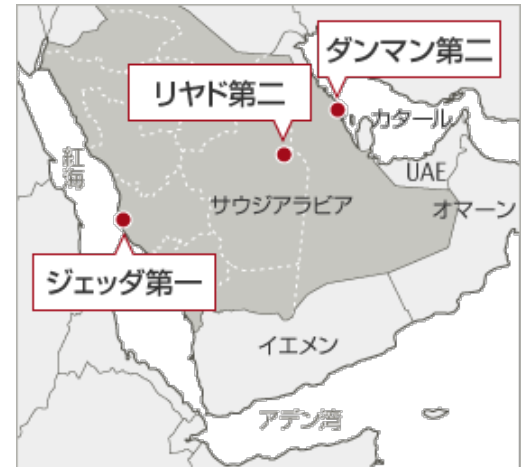 ダンマン第二
リヤド第二
カタール
紅海
UAE
サウジアラビア
オマーン
ジェッダ第一
イエメン
アデン湾